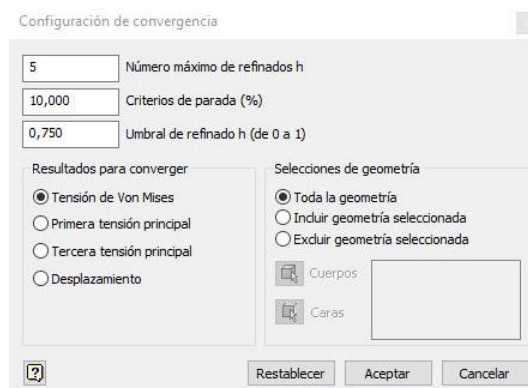 Configuración de convergencia
5 Número máximo de refinados h
10,000 Criterios de parada (%)
0,750 Umbral de refinado h (de 0 a 1)
Resultados para converger
Tensión de Von Mises
Primera tensión principal
Tercera tensión principal
Desplazamiento
Selecciones de geometría
Toda la geometría
Incluir geometría seleccionada
Excluir geometría seleccionada
Cuerpos
Caras
?
Restablecer Aceptar Cancelar